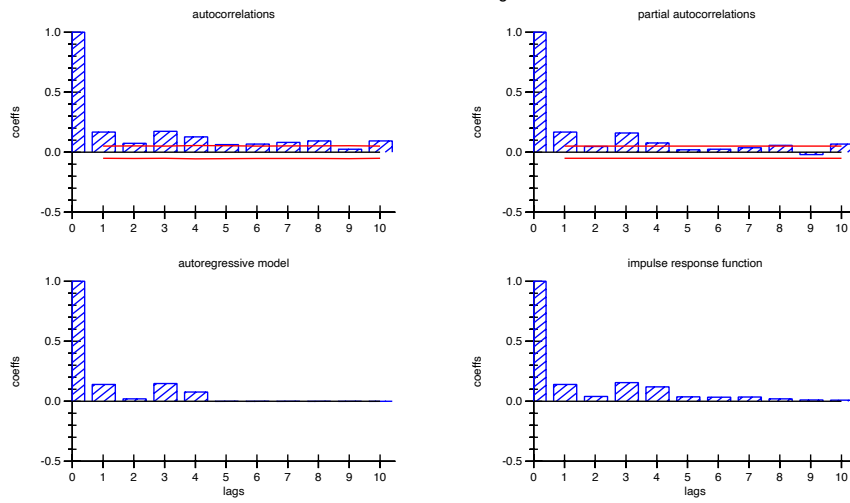 autocorrelations
partial autocorrelations
1.0
0.5
0.0
-0.5
coeffs
0 1 2 3 4 5 6 7 8 9 10
1.0
0.5
0.0
-0.5
coeffs
0 1 2 3 4 5 6 7 8 9 10
autoregressive model
impulse response function
1.0
0.5
0.0
-0.5
coeffs
0 1 2 3 4 5 6 7 8 9 10
lags
1.0
0.5
0.0
-0.5
coeffs
0 1 2 3 4 5 6 7 8 9 10
lags